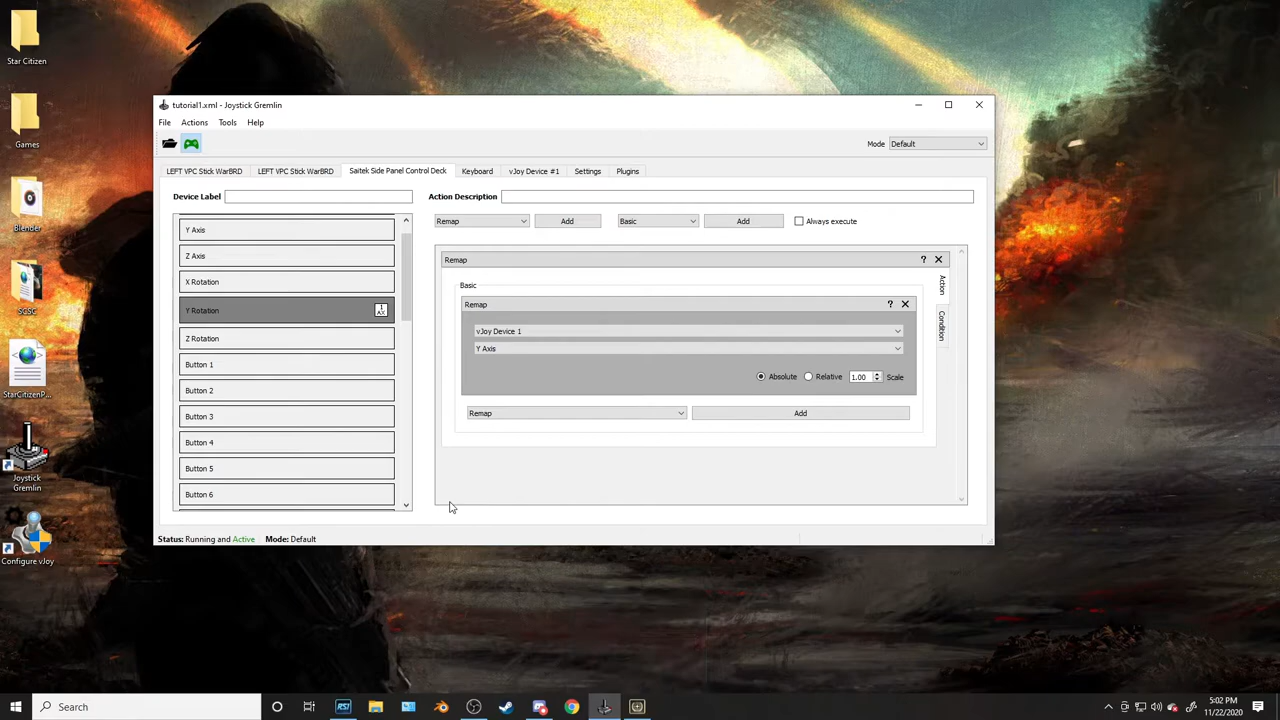 Star Citizen
Games
Blender
SCSC
StarCitizenP...
Joystick
Gremlin
Configure vJoy
tutorial1.xml - Joystick Gremlin
File Actions Tools Help
Mode Default
LEFT VPC Stick WarBRD LEFT VPC Stick WarBRD Saitek Side Panel Control Deck Keyboard vJoy Device #1 Settings Plugins
Device Label
Action Description
Y Axis
Z Axis
X Rotation
Y Rotation
1
AX
Z Rotation
Button 1
Button 2
Button 3
Button 4
Button 5
Button 6
Remap Add Basic Add Always execute
Remap ?
Action
Condition
Basic
Remap ?
vJoy Device 1
Y Axis
Absolute Relative 1.00 Scale
Remap Add
Status: Running and Active Mode: Default
Search
RSI
5:02 PM
11/22/2020